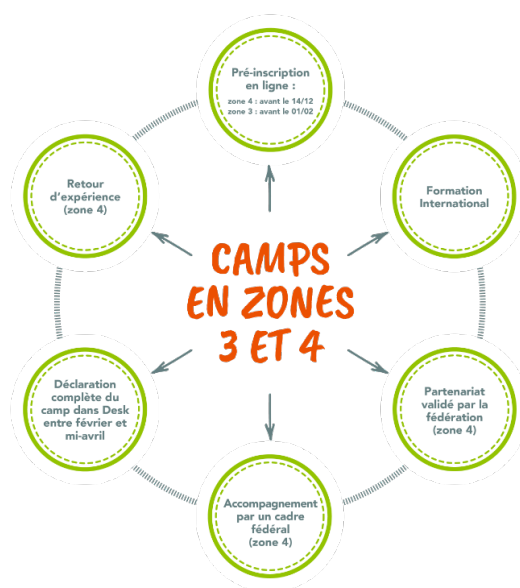 Pré-inscription
en ligne :
zone 4 : avant le 14/12
zone 3 : avant le 01/02
Formation
International
Partenariat
validé par la
fédération
(zone 4)
Accompagnement
par un cadre
fédéral
(zone 4)
Déclaration
complète du
camp dans Desk
entre février et
mi-avril
Retour
d'expérience
(zone 4)
CAMPS
EN ZONES
3 ET 4